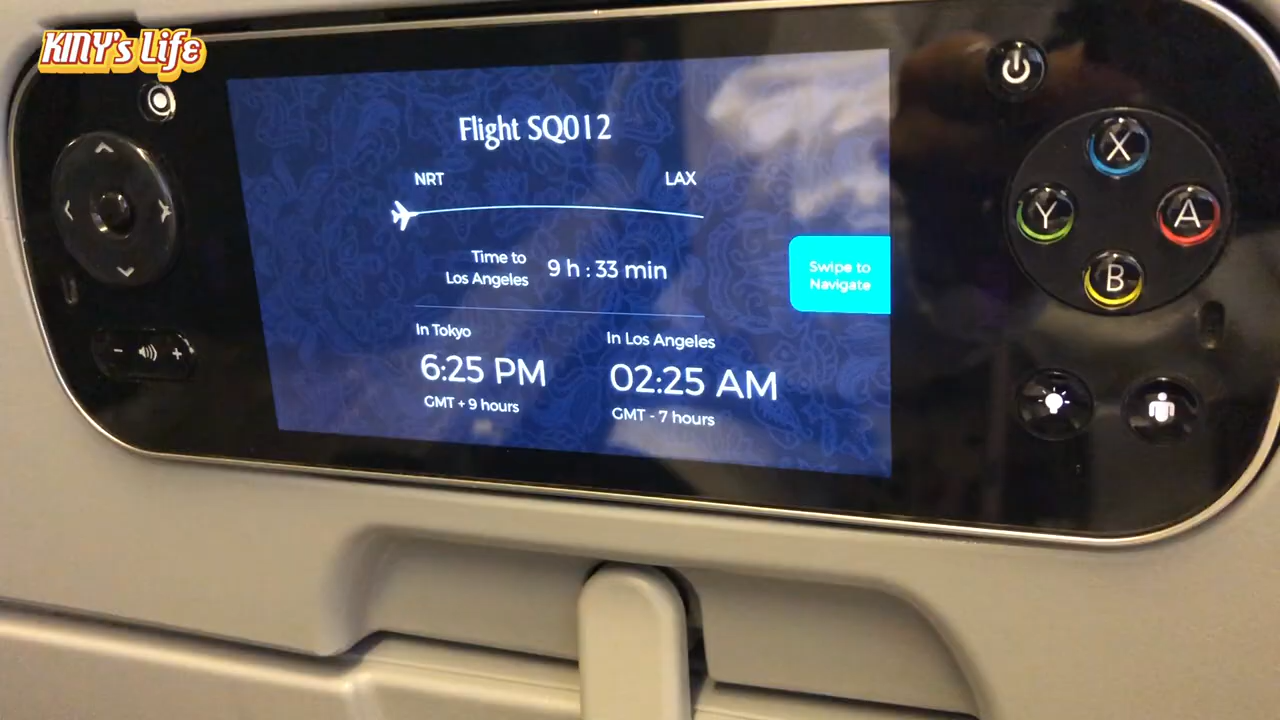 KINY's Life
Flight SQ012
NRT
LAX
Time to
Los Angeles
9 h : 33 min
Swipe to
Navigate
In Tokyo
6:25 PM
GMT + 9 hours
In Los Angeles
02:25 AM
GMT - 7 hours
X
Y
A
B
- +